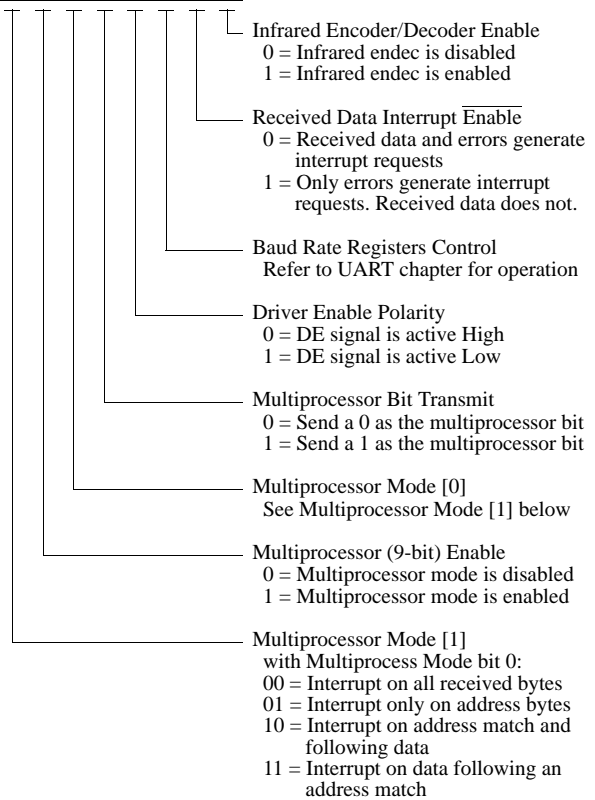 Infrared Encoder/Decoder Enable
0 = Infrared endec is disabled
1 = Infrared endec is enabled
Received Data Interrupt Enable
0 = Received data and errors generate
interrupt requests
1 = Only errors generate interrupt
requests. Received data does not.
Baud Rate Registers Control
Refer to UART chapter for operation
Driver Enable Polarity
0 = DE signal is active High
1 = DE signal is active Low
Multiprocessor Bit Transmit
0 = Send a 0 as the multiprocessor bit
1 = Send a 1 as the multiprocessor bit
Multiprocessor Mode [0]
See Multiprocessor Mode [1] below
Multiprocessor (9-bit) Enable
0 = Multiprocessor mode is disabled
1 = Multiprocessor mode is enabled
Multiprocessor Mode [1]
with Multiprocess Mode bit 0:
00 = Interrupt on all received bytes
01 = Interrupt only on address bytes
10 = Interrupt on address match and
following data
11 = Interrupt on data following an
address match